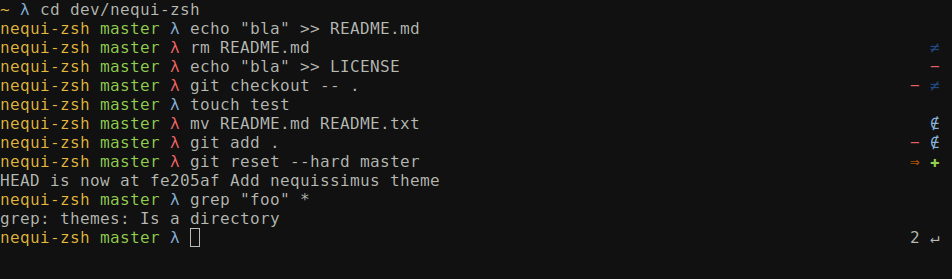 ~ λ cd dev/nequi-zsh
nequi-zsh master λ echo "bla" >> README.md
nequi-zsh master λ rm README.md ≠
nequi-zsh master λ echo "bla" >> LICENSE −
nequi-zsh master λ git checkout -- . − ≠
nequi-zsh master λ touch test
nequi-zsh master λ mv README.md README.txt ∉
nequi-zsh master λ git add . − ∉
nequi-zsh master λ git reset --hard master ⇒ ✚
HEAD is now at fe205af Add nequissimus theme
nequi-zsh master λ grep "foo" *
grep: themes: Is a directory
nequi-zsh master λ 2 ↵